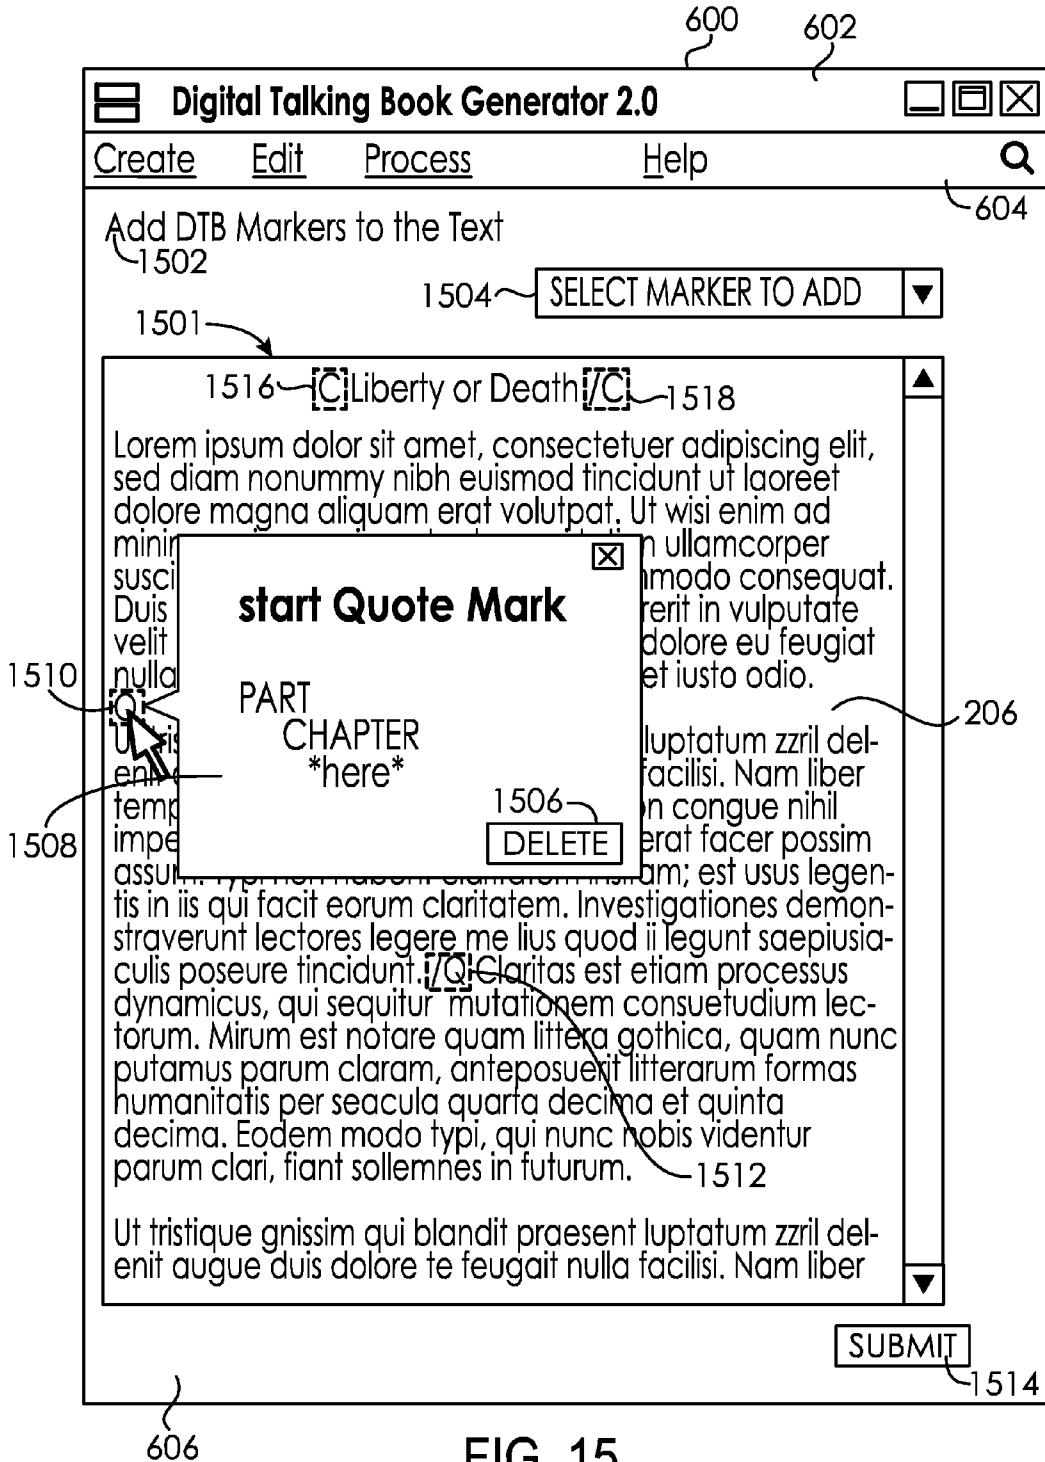 600
602
Digital Talking Book Generator 2.0
Create Edit Process Help
604
Add DTB Markers to the Text
1502
1504 SELECT MARKER TO ADD
1501
1516 C Liberty or Death /C 1518
Lorem ipsum dolor sit amet, consectetuer adipiscing elit,
sed diam nonummy nibh euismod tincidunt ut laoreet
dolore magna aliquam erat volutpat. Ut wisi enim ad
ullamcorper
consequat.
Duis in vulputate
velit dolore eu feugiat
nulla et iusto odio.
start Quote Mark
PART
CHAPTER
*here*
1506
DELETE
1510
Q
206
luptatum zzril del-
facilisi. Nam liber
congue nihil
1508
facer possim
est usus legen-
tis in iis qui facit eorum claritatem. Investigationes demon-
straverunt lectores legere me lius quod ii legunt saepiusia-
culis poseure tincidunt. /Q Claritas est etiam processus
dynamicus, qui sequitur mutationem consuetudium lec-
torum. Mirum est notare quam littera gothica, quam nunc
putamus parum claram, anteposuerit litterarum formas
humanitatis per seacula quarta decima et quinta
decima. Eodem modo typi, qui nunc nobis videntur
parum clari, fiant sollemnes in futurum.
1512
Ut tristique gnissim qui blandit praesent luptatum zzril del-
enit augue duis dolore te feugait nulla facilisi. Nam liber
SUBMIT
1514
606
FIG. 15